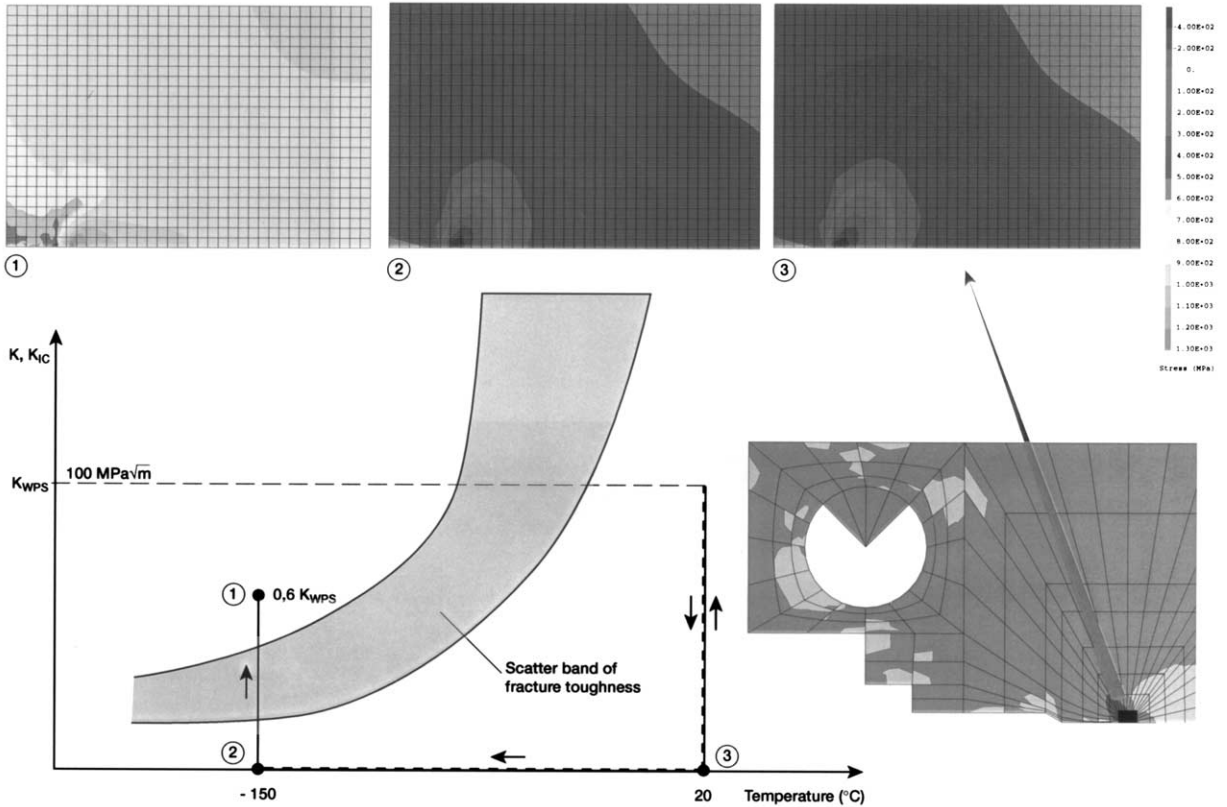 ①
②
③
-4.00E+02
-2.00E+02
0.
1.00E+02
2.00E+02
3.00E+02
4.00E+02
5.00E+02
6.00E+02
7.00E+02
8.00E+02
9.00E+02
1.00E+03
1.10E+03
1.20E+03
1.30E+03
Stress (MPa)
K, KIC
100 MPa√m
KWPS
① 0,6 KWPS
Scatter band of
fracture toughness
②
③
- 150
20
Temperature (°C)